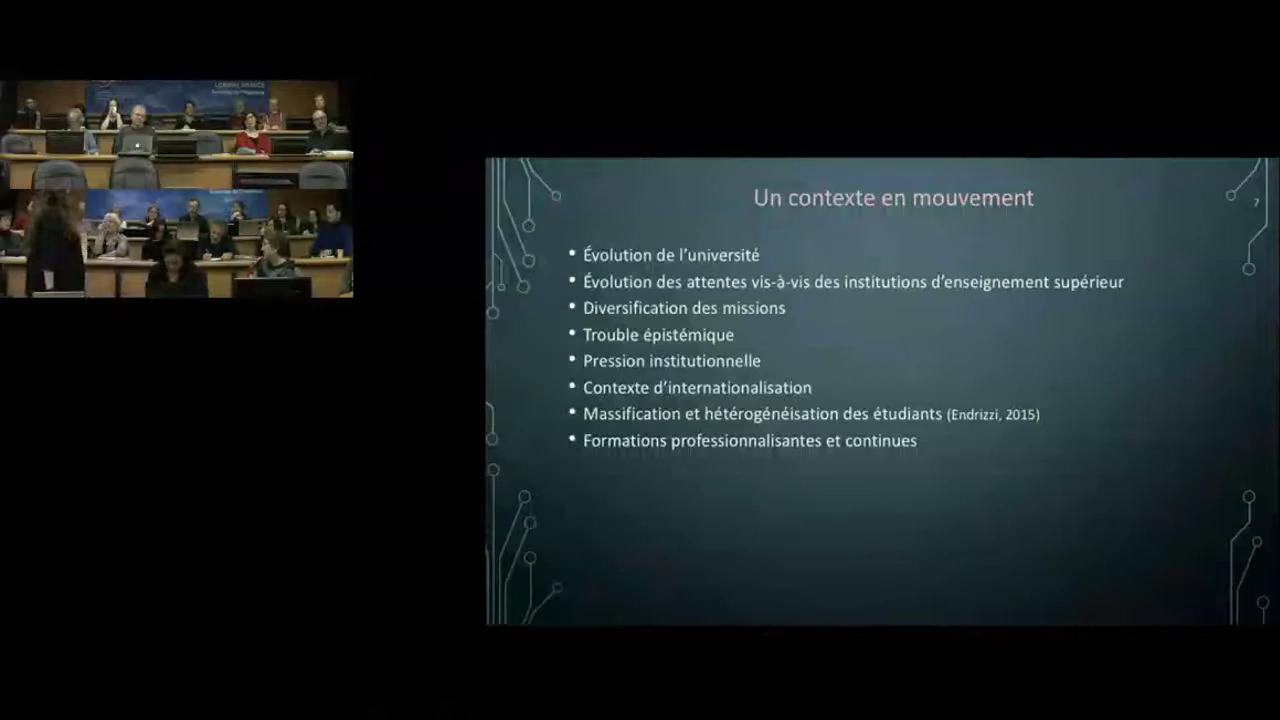 Un contexte en mouvement
7
• Évolution de l'université
• Évolution des attentes vis-à-vis des institutions d'enseignement supérieur
• Diversification des missions
• Trouble épistémique
• Pression institutionnelle
• Contexte d'internationalisation
• Massification et hétérogénéisation des étudiants (Endrizzi, 2015)
• Formations professionnalisantes et continues